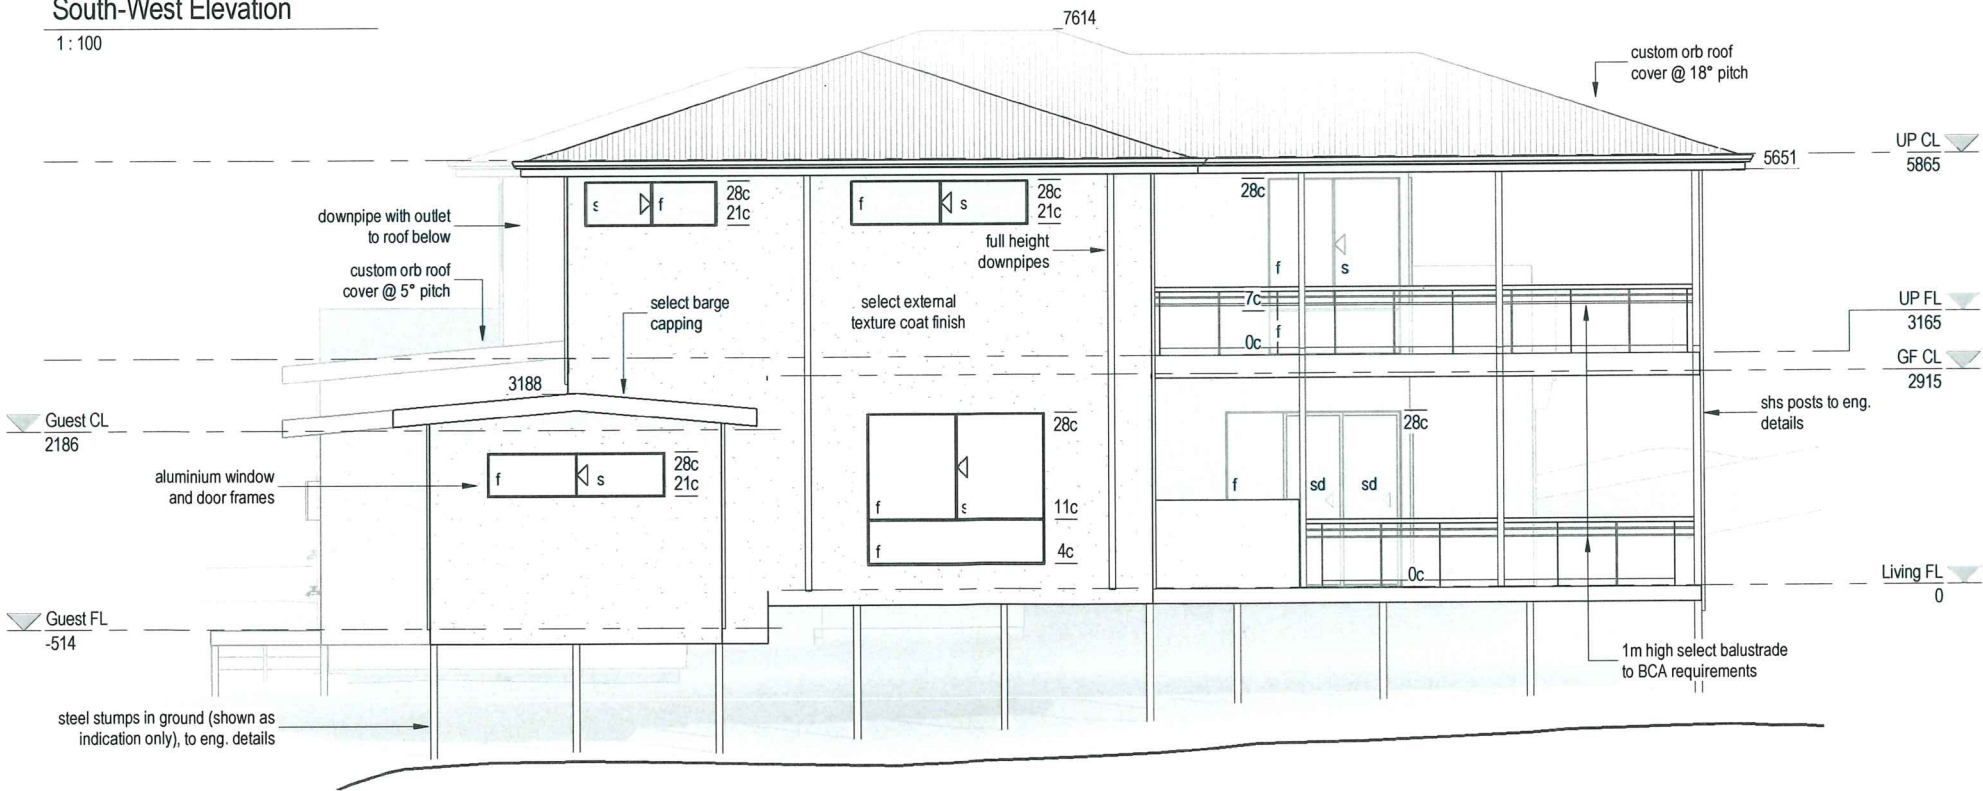 South-West Elevation
1 : 100
7614
custom orb roof
cover @ 18° pitch
UP CL
5865
5651
s
f
28c
21c
f
s
28c
21c
28c
f
s
downpipe with outlet
to roof below
full height
downpipes
custom orb roof
cover @ 5° pitch
select barge
capping
select external
texture coat finish
7c
f
0c
UP FL
3165
GF CL
2915
3188
Guest CL
2186
28c
28c
shs posts to eng.
details
aluminium window
and door frames
f
s
28c
21c
f
s
11c
f
4c
f
sd
sd
0c
Living FL
0
Guest FL
-514
1m high select balustrade
to BCA requirements
steel stumps in ground (shown as
indication only), to eng. details